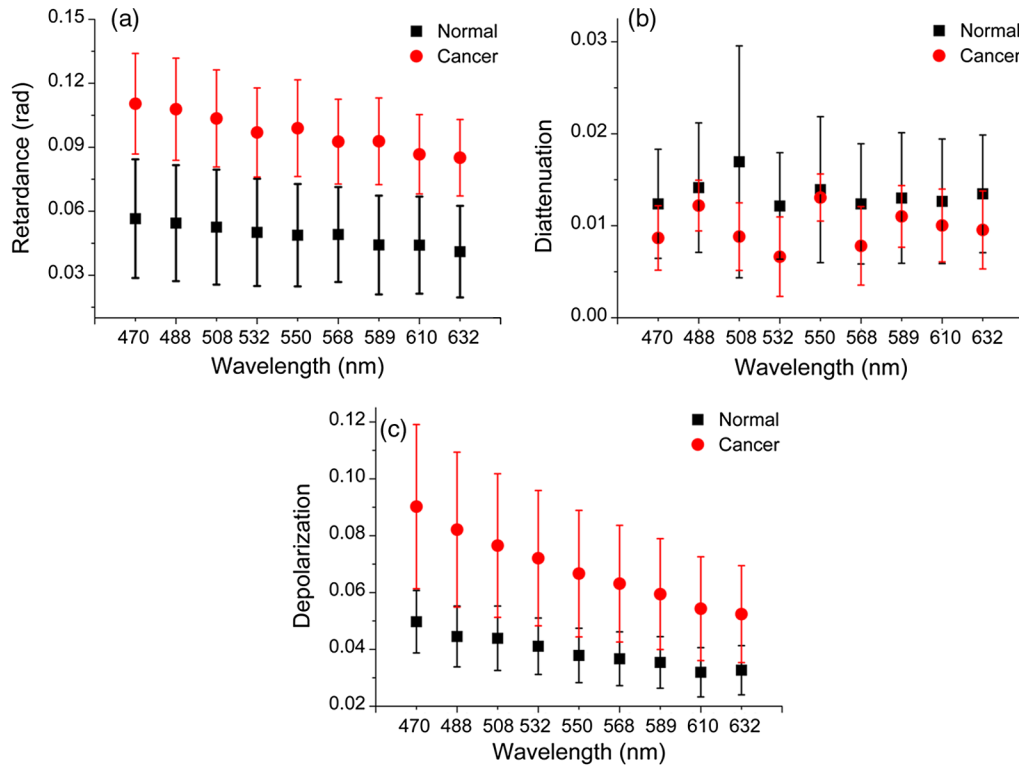 (a)
Normal
Cancer
0.15
0.12
0.09
0.06
0.03
Retardance (rad)
470 488 508 532 550 568 589 610 632
Wavelength (nm)
(b)
Normal
Cancer
0.03
0.02
0.01
0.00
Diattenuation
470 488 508 532 550 568 589 610 632
Wavelength (nm)
(c)
Normal
Cancer
0.12
0.10
0.08
0.06
0.04
0.02
Depolarization
470 488 508 532 550 568 589 610 632
Wavelength (nm)